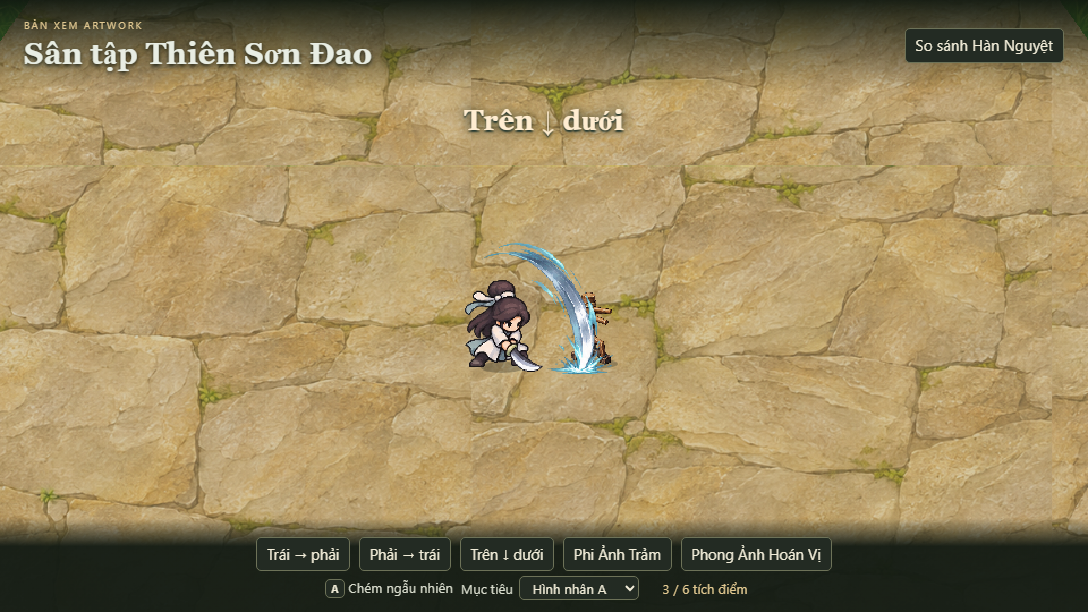 BẢN XEM ARTWORK
Sân tập Thiên Sơn Đao
So sánh Hàn Nguyệt
Trên ↓ dưới
Trái → phải
Phải → trái
Trên ↓ dưới
Phi Ảnh Trảm
Phong Ảnh Hoán Vị
A Chém ngẫu nhiên Mục tiêu Hình nhân A 3 / 6 tích điểm